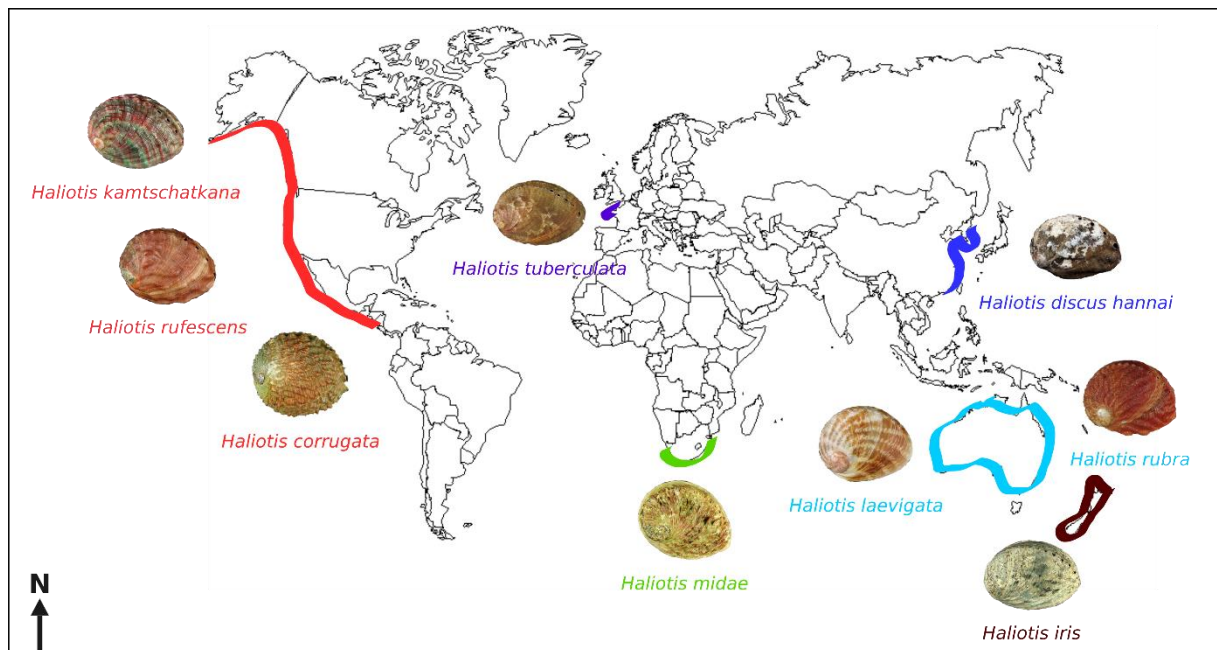 Haliotis kamtschatkana
Haliotis tuberculata
Haliotis discus hannai
Haliotis rufescens
Haliotis corrugata
Haliotis rubra
Haliotis laevigata
Haliotis midae
N
Haliotis iris